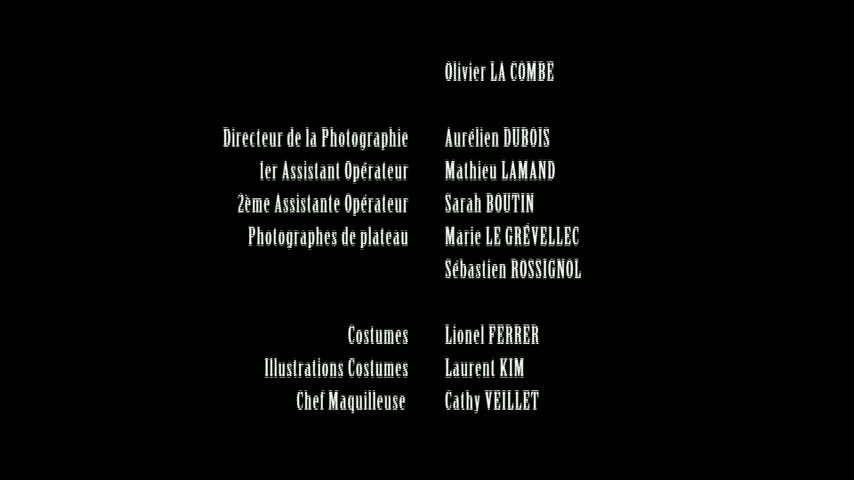 Olivier LA COMBE
Directeur de la Photographie Aurélien DUBOIS
1er Assistant Opérateur Mathieu LAMAND
2ème Assistante Opérateur Sarah BOUTIN
Photographes de plateau Marie LE GRÉVELLEC
Sébastien ROSSIGNOL
Costumes Lionel FERRER
Illustrations Costumes Laurent KIM
Chef Maquilleuse Cathy VEILLET